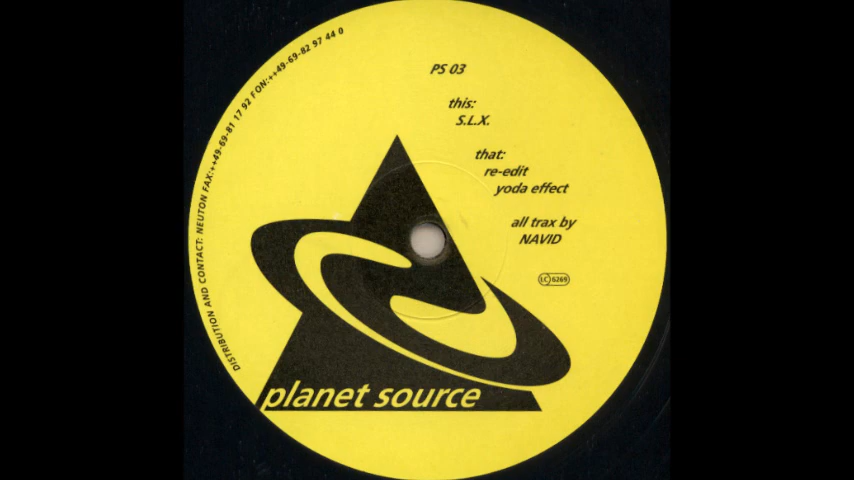 DISTRIBUTION AND CONTACT: NEUTON FAX:++49-69-81 17 92 FON:++49-69-82 97 44 0
PS 03
this:
S.L.X.
that:
re-edit
yoda effect
all trax by
NAVID
LC 6269
planet source